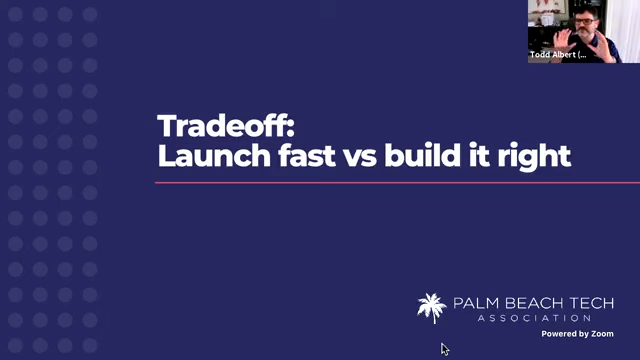 Todd Albert (...
Tradeoff:
Launch fast vs build it right
PALM BEACH TECH
ASSOCIATION
Powered by Zoom